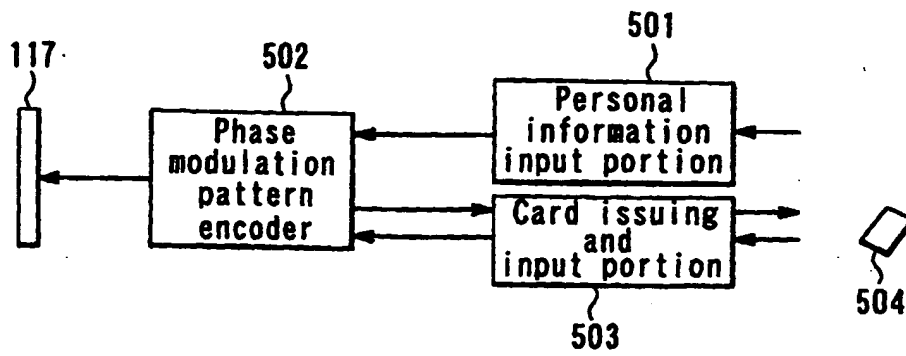 117
502
501
Phase
modulation
pattern
encoder
Personal
information
input portion
Card issuing
and
input portion
503
504